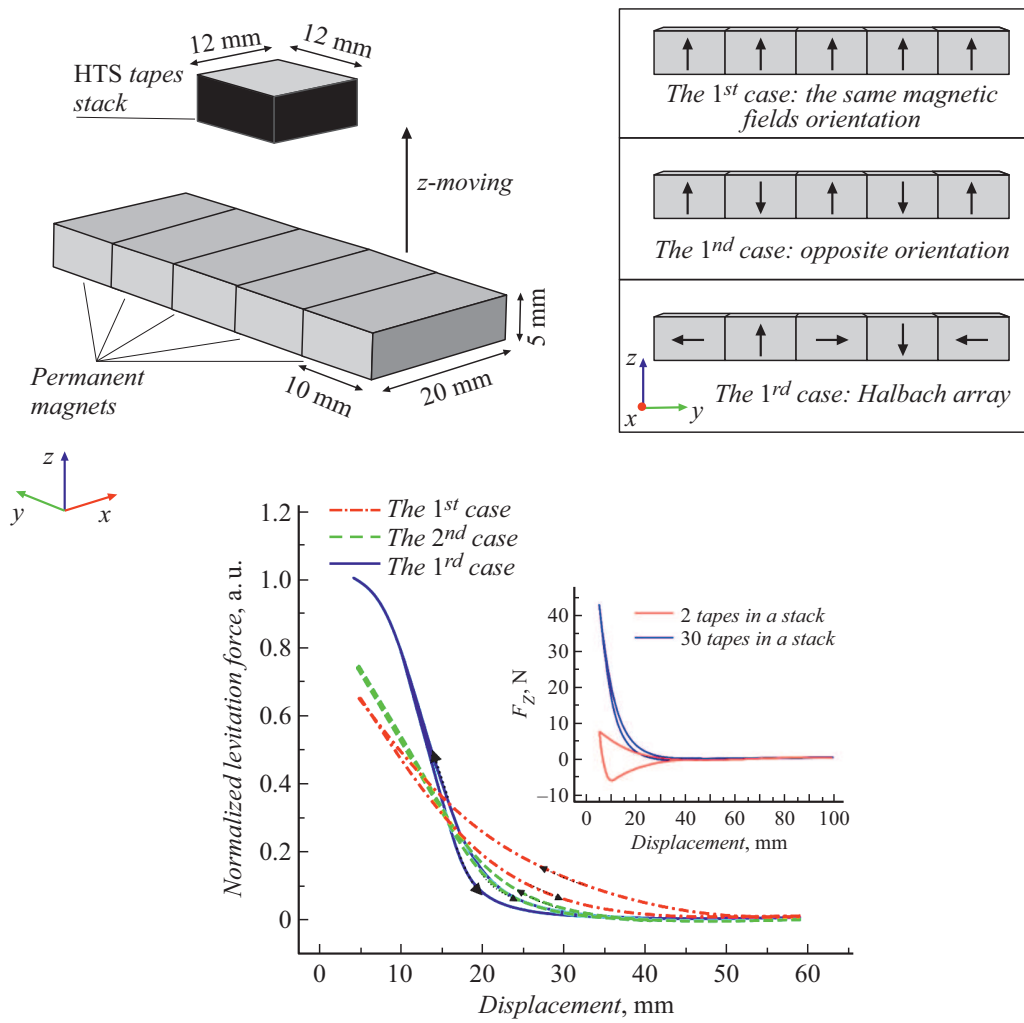 12 mm
12 mm
HTS tapes
stack
z-moving
Permanent
magnets
10 mm
20 mm
5 mm
z
y
x
The 1st case: the same magnetic
fields orientation
The 1nd case: opposite orientation
The 1rd case: Halbach array
z
x
y
The 1st case
The 2nd case
The 1rd case
Normalized levitation force, a. u.
1.2
1.0
0.8
0.6
0.4
0.2
0
0
10
20
30
40
50
60
Displacement, mm
2 tapes in a stack
30 tapes in a stack
FZ, N
40
30
20
10
0
–10
0
20
40
60
80
100
Displacement, mm